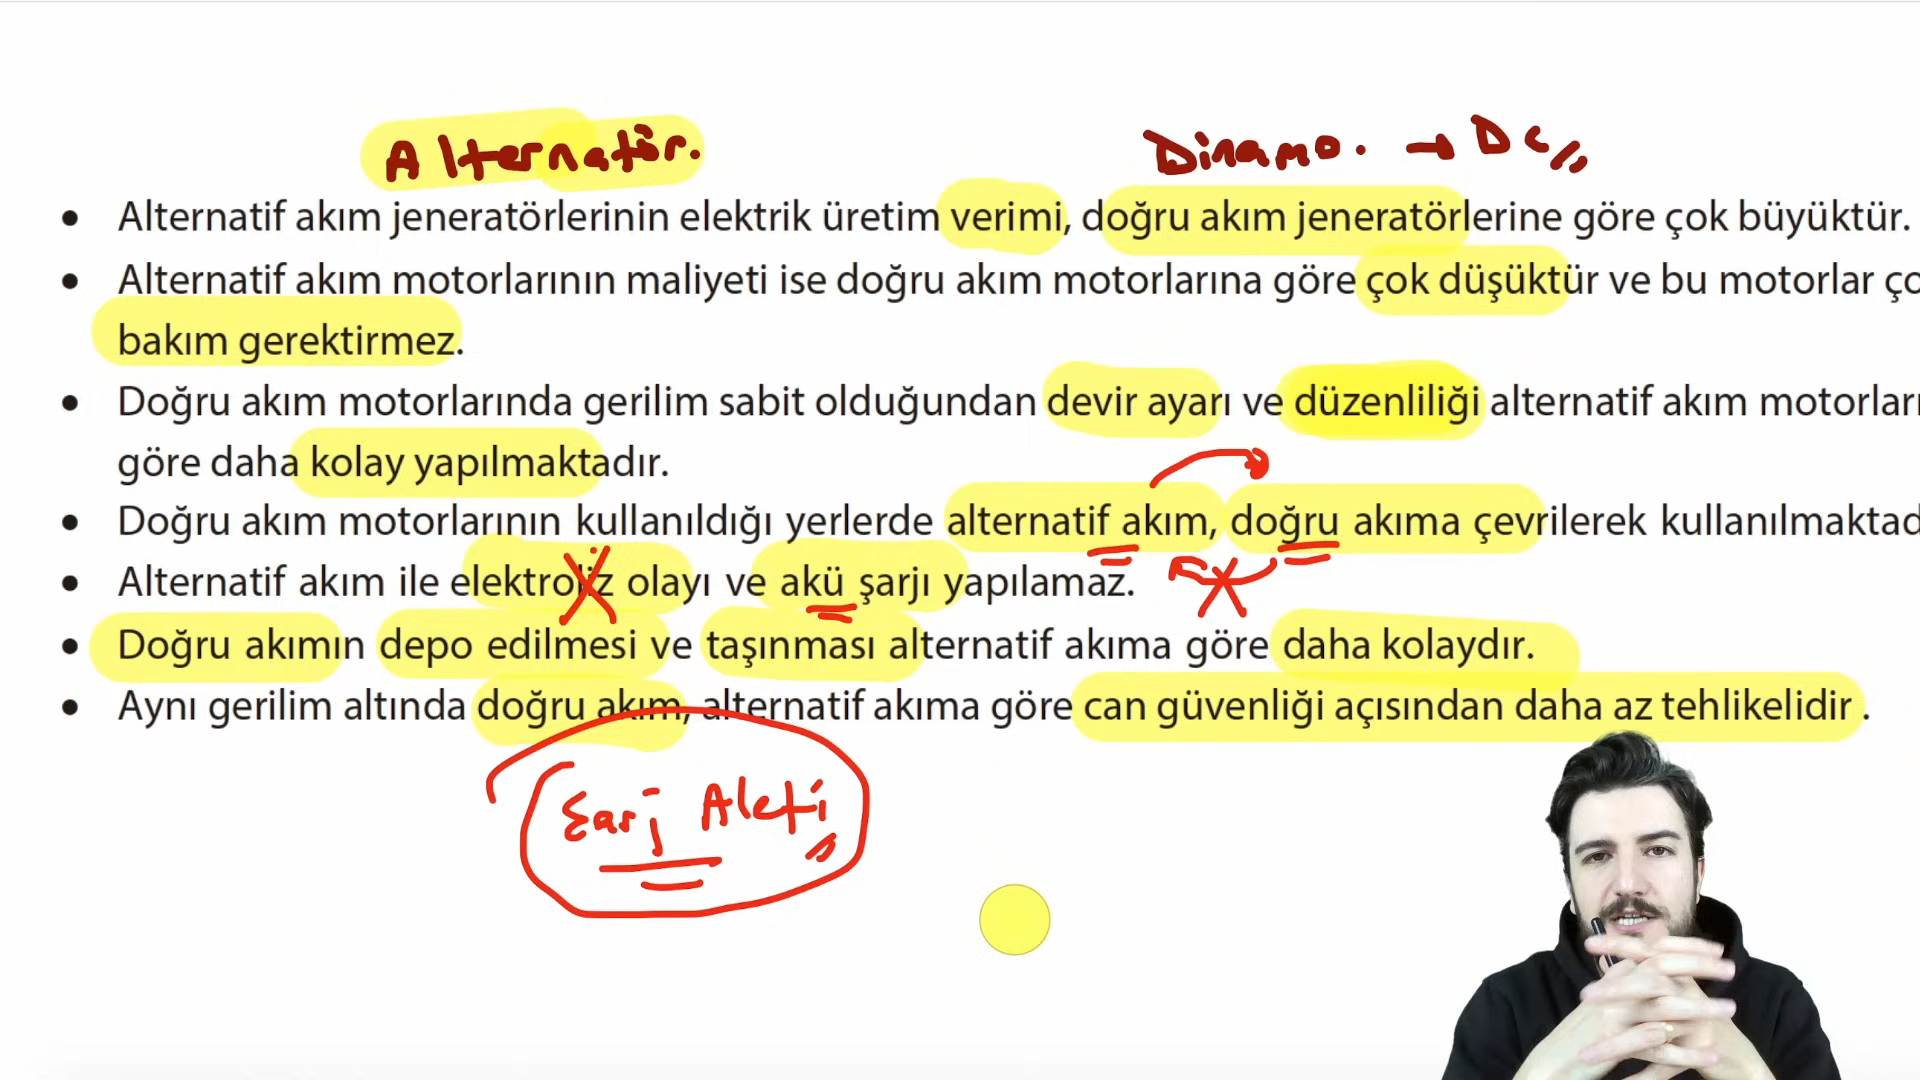 Alternatör.
Dinamo. → DC
• Alternatif akım jeneratörlerinin elektrik üretim verimi, doğru akım jeneratörlerine göre çok büyüktür.
• Alternatif akım motorlarının maliyeti ise doğru akım motorlarına göre çok düşüktür ve bu motorlar ço
bakım gerektirmez.
• Doğru akım motorlarında gerilim sabit olduğundan devir ayarı ve düzenliliği alternatif akım motorları
göre daha kolay yapılmaktadır.
• Doğru akım motorlarının kullanıldığı yerlerde alternatif akım, doğru akıma çevrilerek kullanılmaktad
• Alternatif akım ile elektroliz olayı ve akü şarjı yapılamaz.
• Doğru akımın depo edilmesi ve taşınması alternatif akıma göre daha kolaydır.
• Aynı gerilim altında doğru akım, alternatif akıma göre can güvenliği açısından daha az tehlikelidir .
Şarj Aleti